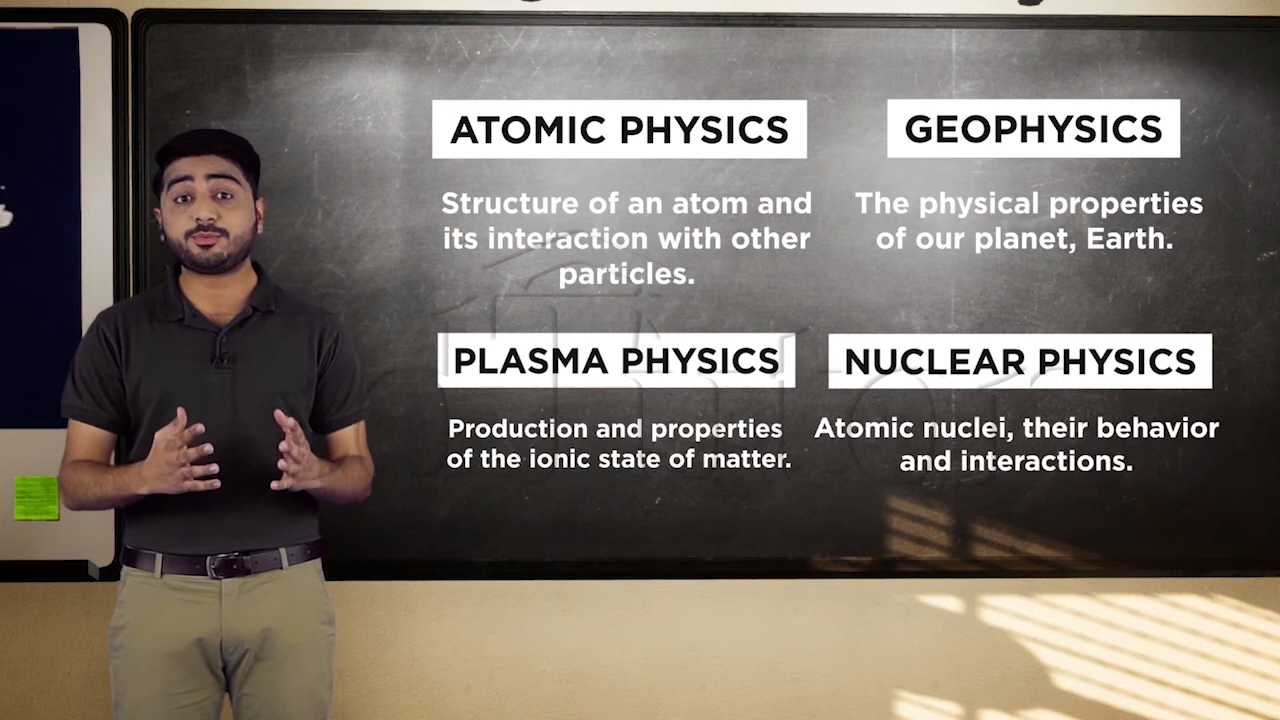 ATOMIC PHYSICS
Structure of an atom and
its interaction with other
particles.
GEOPHYSICS
The physical properties
of our planet, Earth.
PLASMA PHYSICS
Production and properties
of the ionic state of matter.
NUCLEAR PHYSICS
Atomic nuclei, their behavior
and interactions.